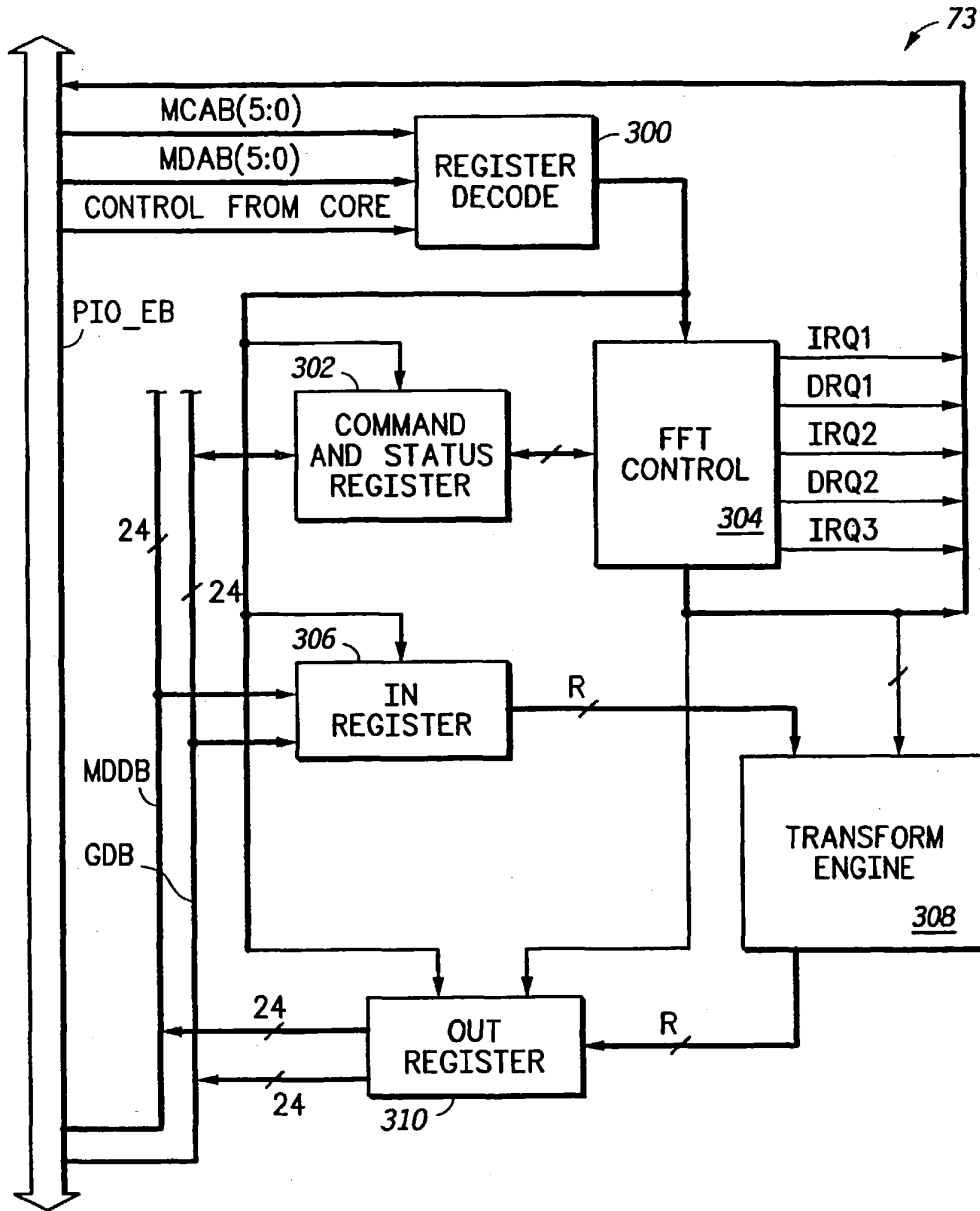 73
MCAB(5:0)
MDAB(5:0)
CONTROL FROM CORE
300
REGISTER
DECODE
PIO_EB
302
COMMAND
AND STATUS
REGISTER
FFT
CONTROL
304
IRQ1
DRQ1
IRQ2
DRQ2
IRQ3
24
24
306
IN
REGISTER
R
MDDB
GDB
TRANSFORM
ENGINE
308
24
24
OUT
REGISTER
310
R